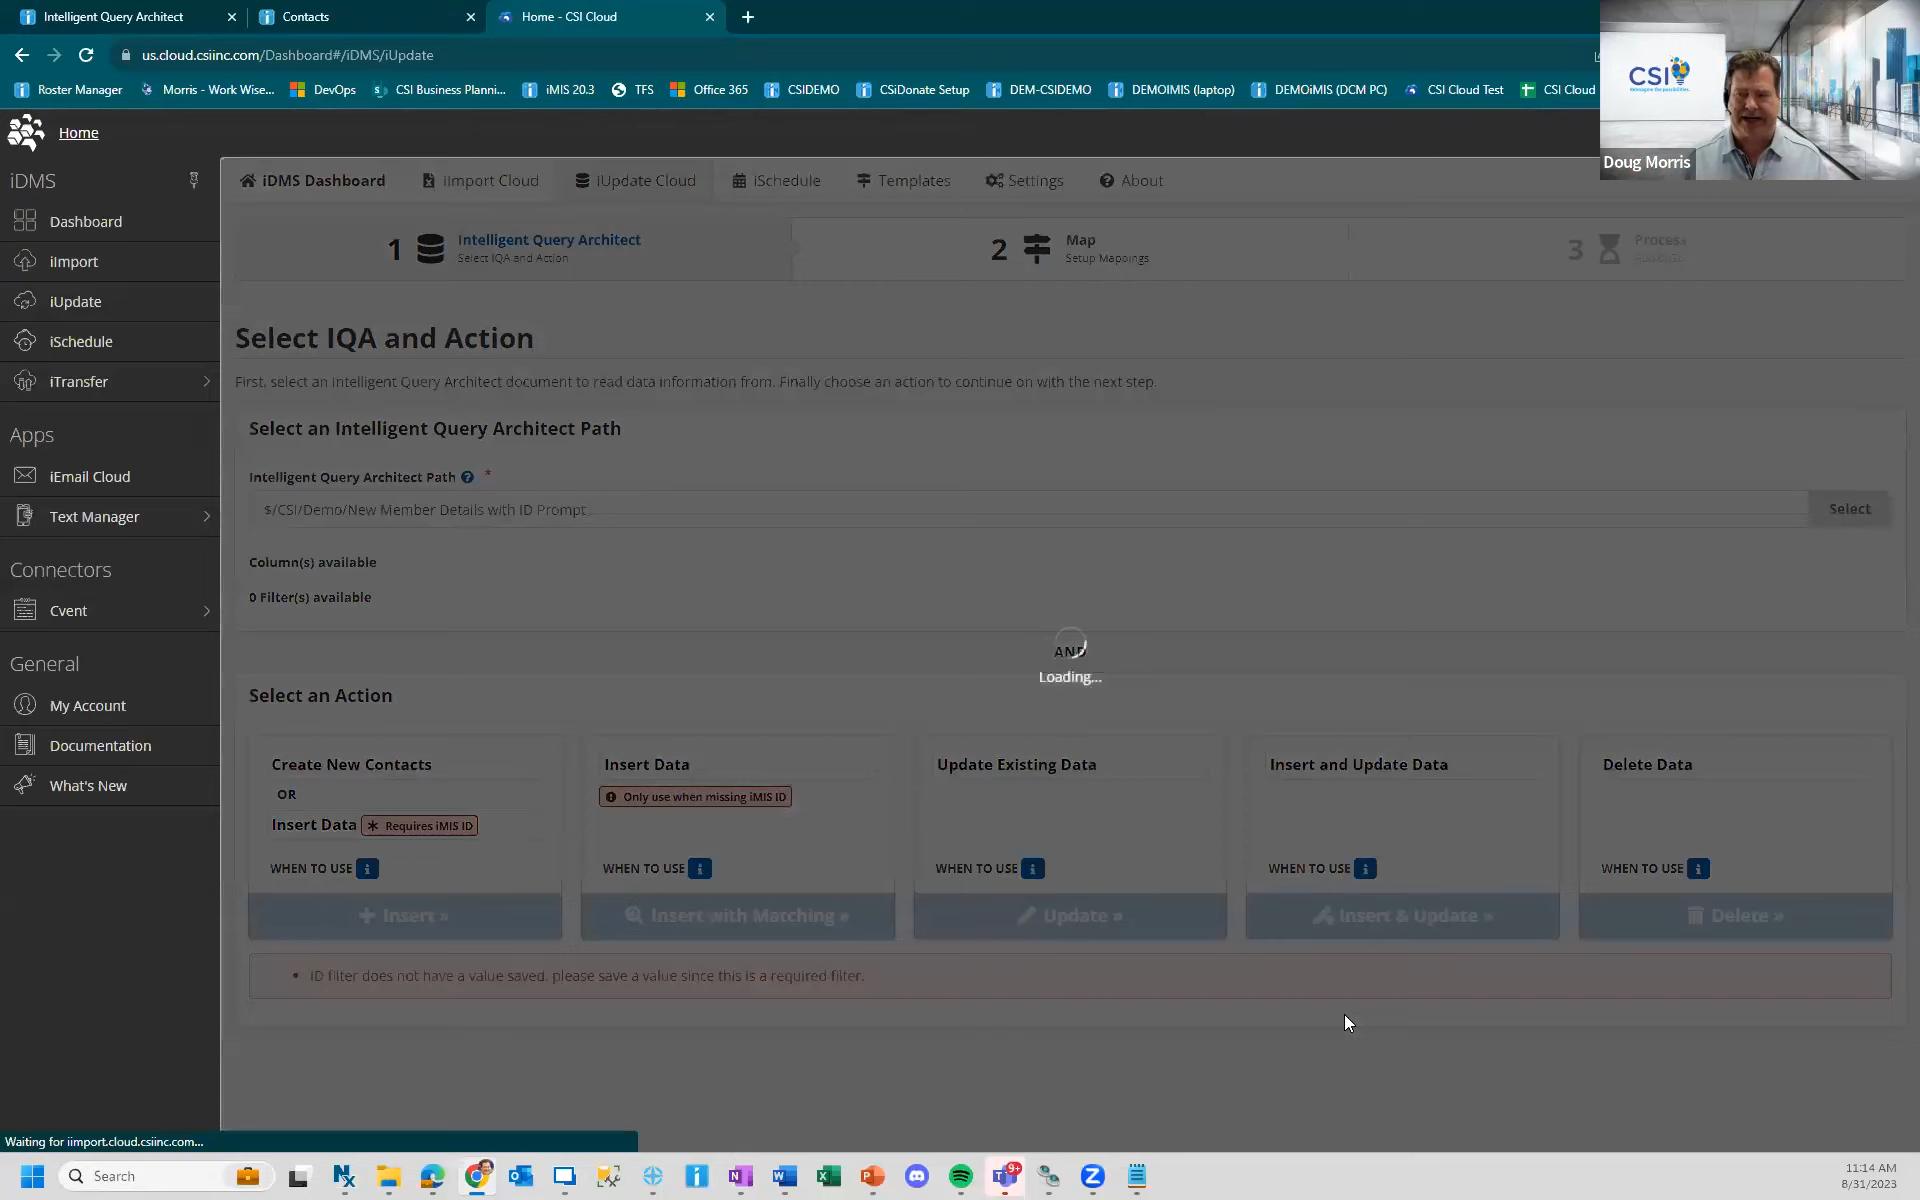 Intelligent Query Architect
Contacts
Home - CSI Cloud
us.cloud.csiinc.com/Dashboard#/iDMS/iUpdate
Roster Manager
Morris - Work Wise...
DevOps
CSI Business Planni...
iMIS 20.3
TFS
Office 365
CSIDEMO
CSiDonate Setup
DEM-CSIDEMO
DEMOIMIS (laptop)
DEMOiMIS (DCM PC)
CSI Cloud Test
CSI Cloud
CSI
Doug Morris
Home
iDMS
Dashboard
iImport
iUpdate
iSchedule
iTransfer
Apps
iEmail Cloud
Text Manager
Connectors
Cvent
General
My Account
Documentation
What's New
iDMS Dashboard
iImport Cloud
iUpdate Cloud
iSchedule
Templates
Settings
About
1
Intelligent Query Architect
Select IQA and Action
2
Map
Setup Mappings
3
Process
Select IQA and Action
First, select an Intelligent Query Architect document to read data information from. Finally choose an action to continue on with the next step.
Select an Intelligent Query Architect Path
Intelligent Query Architect Path *
$/CSI/Demo/New Member Details with ID Prompt
Select
Column(s) available
0 Filter(s) available
AND
Loading...
Select an Action
Create New Contacts
OR
Insert Data
Requires iMIS ID
WHEN TO USE
Insert »
Insert Data
Only use when missing iMIS ID
WHEN TO USE
Insert with Matching »
Update Existing Data
WHEN TO USE
Update »
Insert and Update Data
WHEN TO USE
Insert & Update »
Delete Data
WHEN TO USE
Delete »
• ID filter does not have a value saved, please save a value since this is a required filter.
Waiting for iimport.cloud.csiinc.com...
Search
9+
11:14 AM
8/31/2023